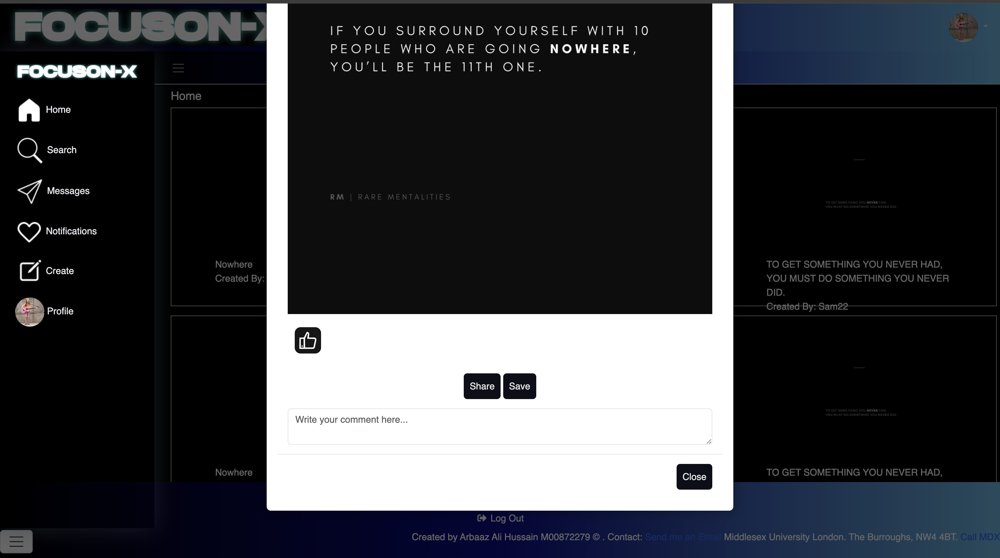 FOCUSON-X
FOCUSON-X
Home
Search
Messages
Notifications
Create
Profile
Home
Nowhere
Created By:
Nowhere
IF YOU SURROUND YOURSELF WITH 10
PEOPLE WHO ARE GOING NOWHERE,
YOU'LL BE THE 11TH ONE.
RM | RARE MENTALITIES
Share Save
Write your comment here...
Close
TO GET SOMETHING YOU NEVER HAD,
YOU MUST DO SOMETHING YOU NEVER DID.
TO GET SOMETHING YOU NEVER HAD,
YOU MUST DO SOMETHING YOU NEVER
DID.
Created By: Sam22
TO GET SOMETHING YOU NEVER HAD,
YOU MUST DO SOMETHING YOU NEVER DID.
TO GET SOMETHING YOU NEVER HAD,
Log Out
Created by Arbaaz Ali Hussain M00872279 © . Contact: Send me an Email Middlesex University London. The Burroughs, NW4 4BT. Call MDX